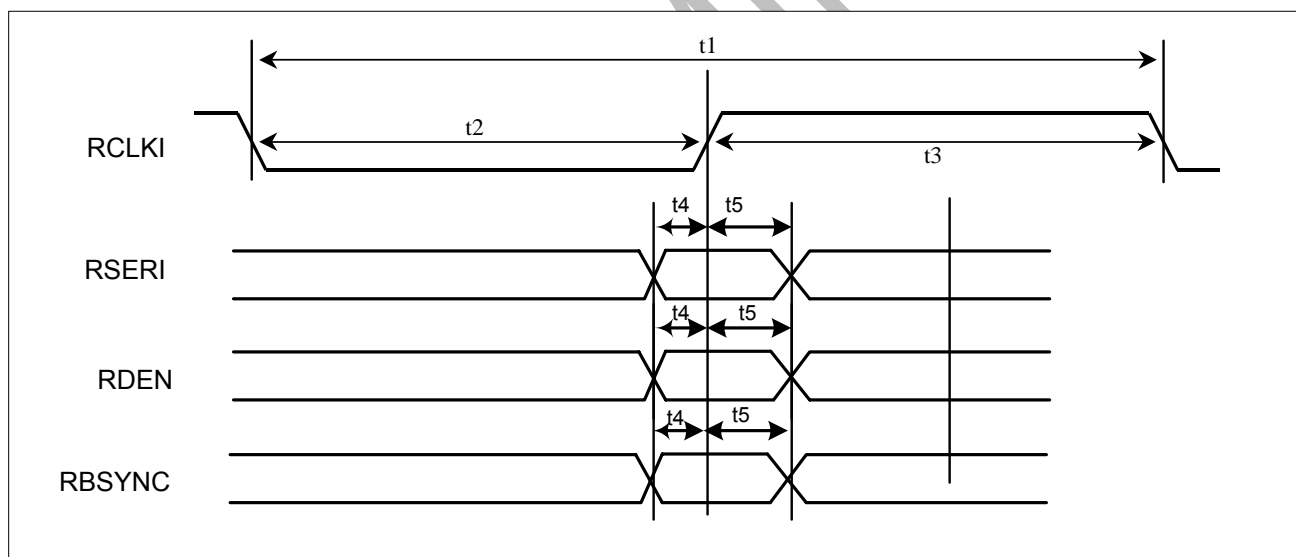 t1
RCLKI
t2
t3
t4 t5
RSERI
t4 t5
RDEN
t4 t5
RBSYNC